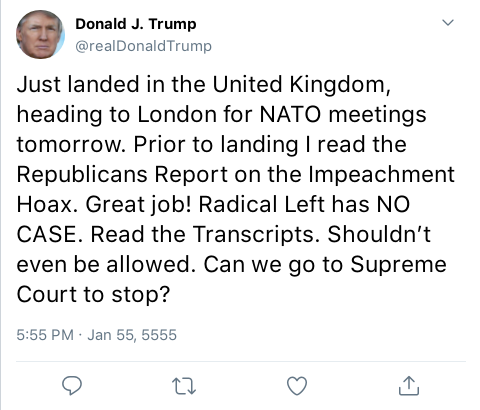 Donald J. Trump
@realDonaldTrump
Just landed in the United Kingdom,
heading to London for NATO meetings
tomorrow. Prior to landing I read the
Republicans Report on the Impeachment
Hoax. Great job! Radical Left has NO
CASE. Read the Transcripts. Shouldn’t
even be allowed. Can we go to Supreme
Court to stop?
5:55 PM · Jan 55, 5555